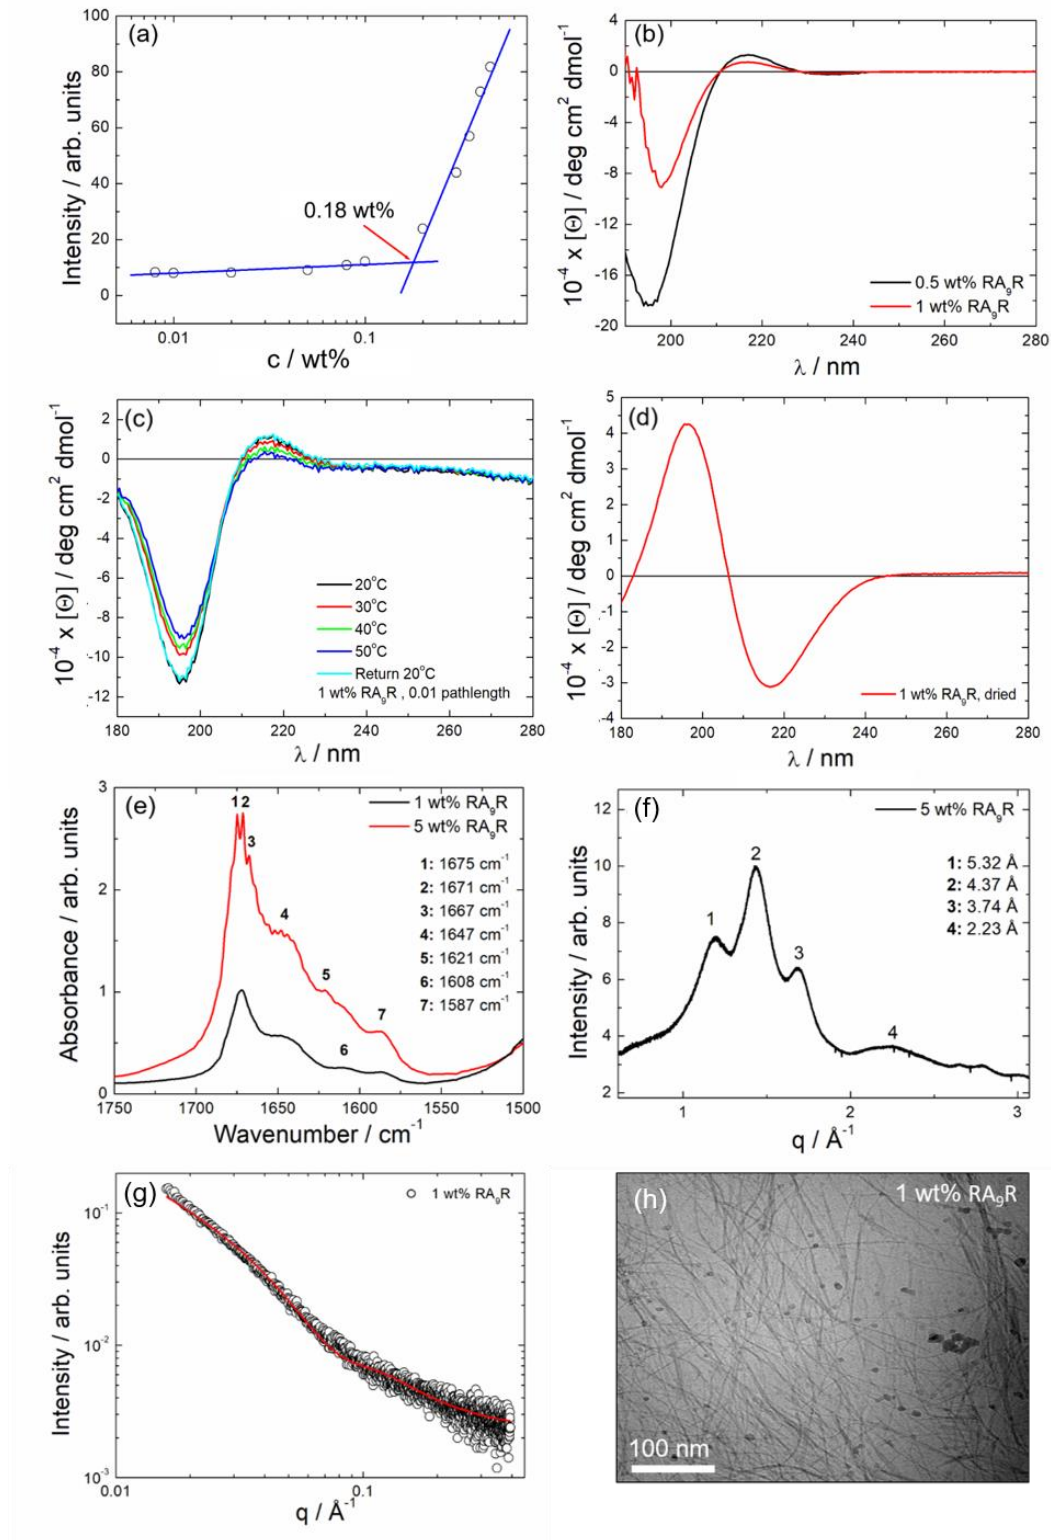 (a)
100
80
60
40
20
0
Intensity / arb. units
0.18 wt%
0.01
0.1
c / wt%
(b)
4
0
-4
-8
-12
-16
-20
10⁻⁴ x [Θ] / deg cm² dmol⁻¹
0.5 wt% RA₉R
1 wt% RA₉R
200
220
240
260
280
λ / nm
(c)
2
0
-2
-4
-6
-8
-10
-12
10⁻⁴ x [Θ] / deg cm² dmol⁻¹
20°C
30°C
40°C
50°C
Return 20°C
1 wt% RA₉R , 0.01 pathlength
180
200
220
240
260
280
λ / nm
(d)
5
4
3
2
1
0
-1
-2
-3
-4
10⁻⁴ x [Θ] / deg cm² dmol⁻¹
1 wt% RA₉R, dried
180
200
220
240
260
280
λ / nm
(e)
3
2
1
0
Absorbance / arb. units
1 wt% RA₉R
5 wt% RA₉R
12
3
4
5
6
7
1: 1675 cm⁻¹
2: 1671 cm⁻¹
3: 1667 cm⁻¹
4: 1647 cm⁻¹
5: 1621 cm⁻¹
6: 1608 cm⁻¹
7: 1587 cm⁻¹
1750
1700
1650
1600
1550
1500
Wavenumber / cm⁻¹
(f)
12
10
8
6
4
2
Intensity / arb. units
5 wt% RA₉R
1
2
3
4
1: 5.32 Å
2: 4.37 Å
3: 3.74 Å
4: 2.23 Å
1
2
3
q / Å⁻¹
(g)
10⁻¹
10⁻²
10⁻³
Intensity / arb. units
1 wt% RA₉R
0.01
0.1
q / Å⁻¹
(h)
1 wt% RA₉R
100 nm